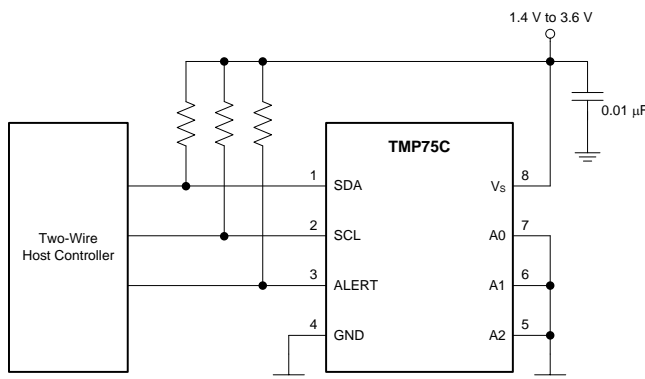 1.4 V to 3.6 V
0.01 μF
TMP75C
Two-Wire
Host Controller
1 SDA
2 SCL
3 ALERT
4 GND
VS 8
A0 7
A1 6
A2 5